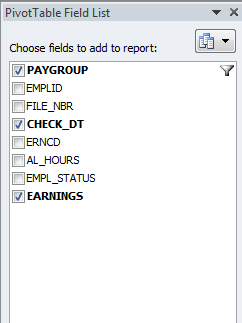 PivotTable Field List
Choose fields to add to report:
PAYGROUP
EMPLID
FILE_NBR
CHECK_DT
ERNCD
AL_HOURS
EMPL_STATUS
EARNINGS